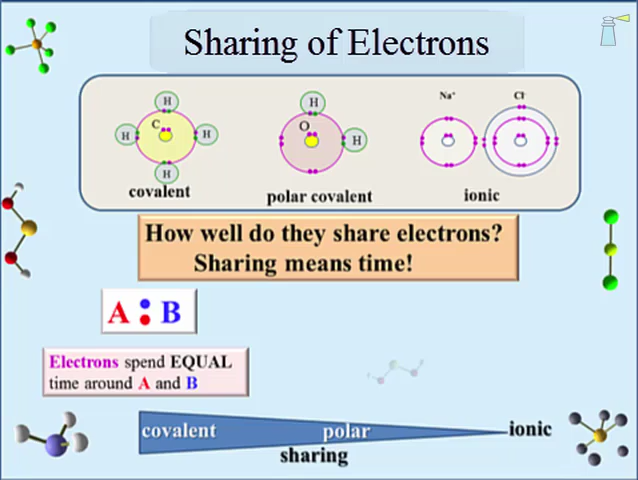 Sharing of Electrons
H
C
H
H
H
covalent
H
O
H
polar covalent
Na⁺
Cl⁻
ionic
How well do they share electrons?
Sharing means time!
A : B
Electrons spend EQUAL
time around A and B
covalent polar ionic
sharing